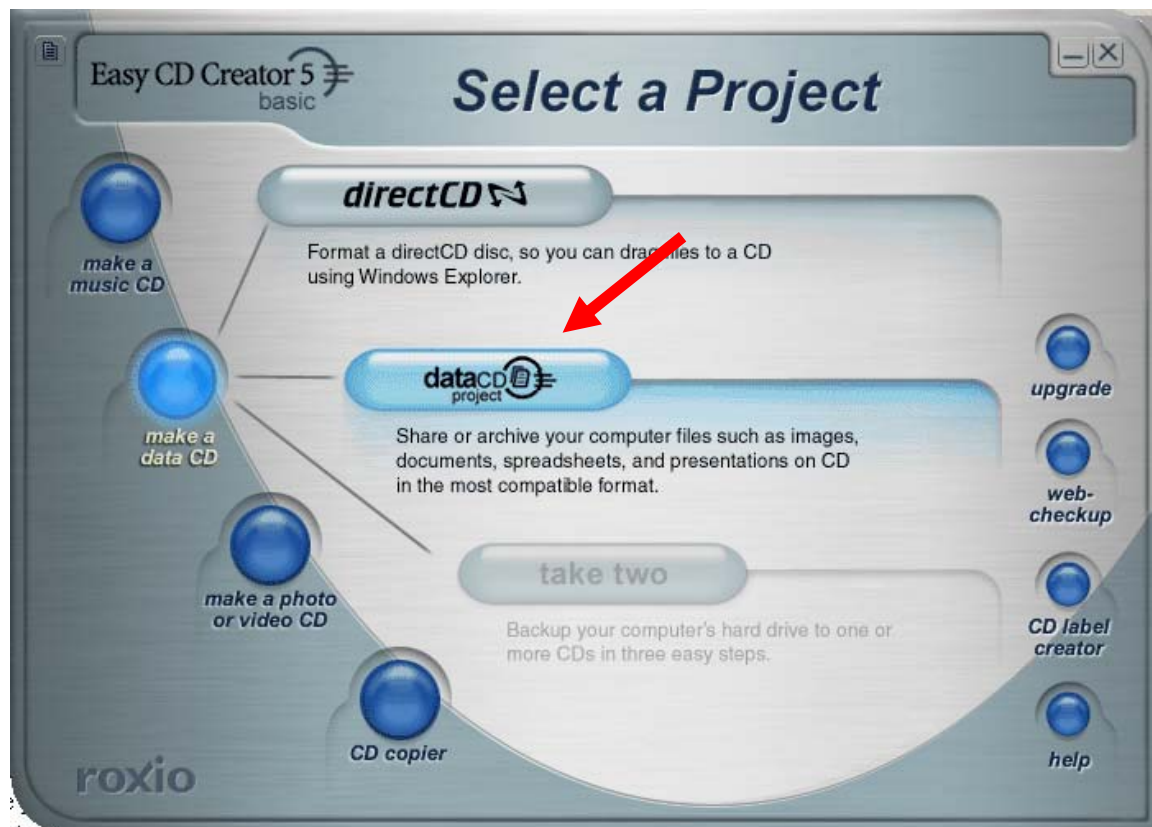 Easy CD Creator 5
basic
Select a Project
make a
music CD
directCD
Format a directCD disc, so you can drag files to a CD
using Windows Explorer.
make a
data CD
dataCD
project
Share or archive your computer files such as images,
documents, spreadsheets, and presentations on CD
in the most compatible format.
make a photo
or video CD
take two
Backup your computer's hard drive to one or
more CDs in three easy steps.
CD copier
upgrade
web-
checkup
CD label
creator
help
roxio